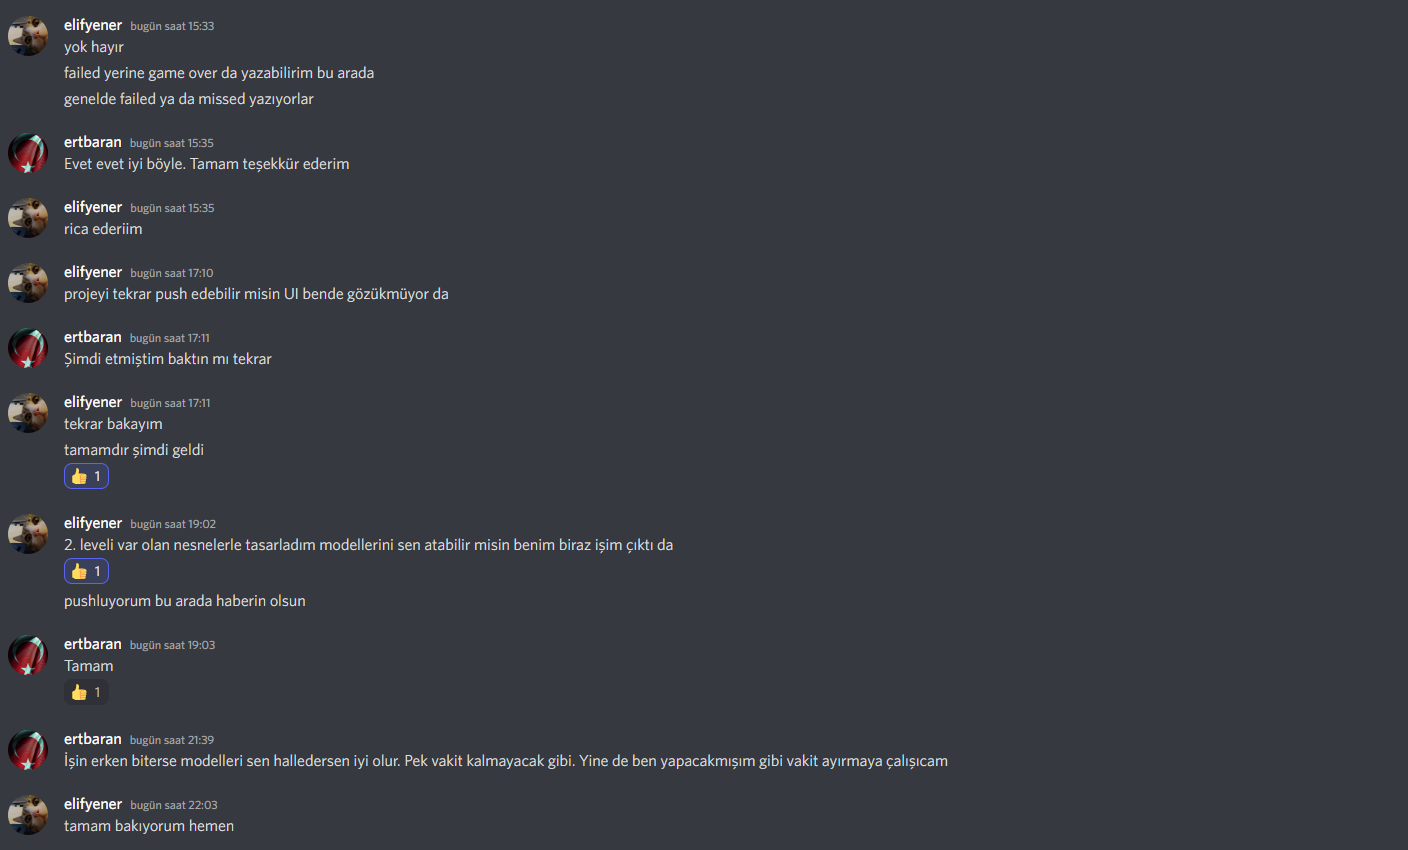 elifyener bugün saat 15:33
yok hayır
failed yerine game over da yazabilirim bu arada
genelde failed ya da missed yazıyorlar
ertbaran bugün saat 15:35
Evet evet iyi böyle. Tamam teşekkür ederim
elifyener bugün saat 15:35
rica ederiim
elifyener bugün saat 17:10
projeyi tekrar push edebilir misin UI bende gözükmüyor da
ertbaran bugün saat 17:11
Şimdi etmiştim baktın mı tekrar
elifyener bugün saat 17:11
tekrar bakayım
tamamdır şimdi geldi
👍 1
elifyener bugün saat 19:02
2. leveli var olan nesnelerle tasarladım modellerini sen atabilir misin benim biraz işim çıktı da
👍 1
pushluyorum bu arada haberin olsun
ertbaran bugün saat 19:03
Tamam
👍 1
ertbaran bugün saat 21:39
İşin erken biterse modelleri sen halledersen iyi olur. Pek vakit kalmayacak gibi. Yine de ben yapacakmışım gibi vakit ayırmaya çalışıcam
elifyener bugün saat 22:03
tamam bakıyorum hemen